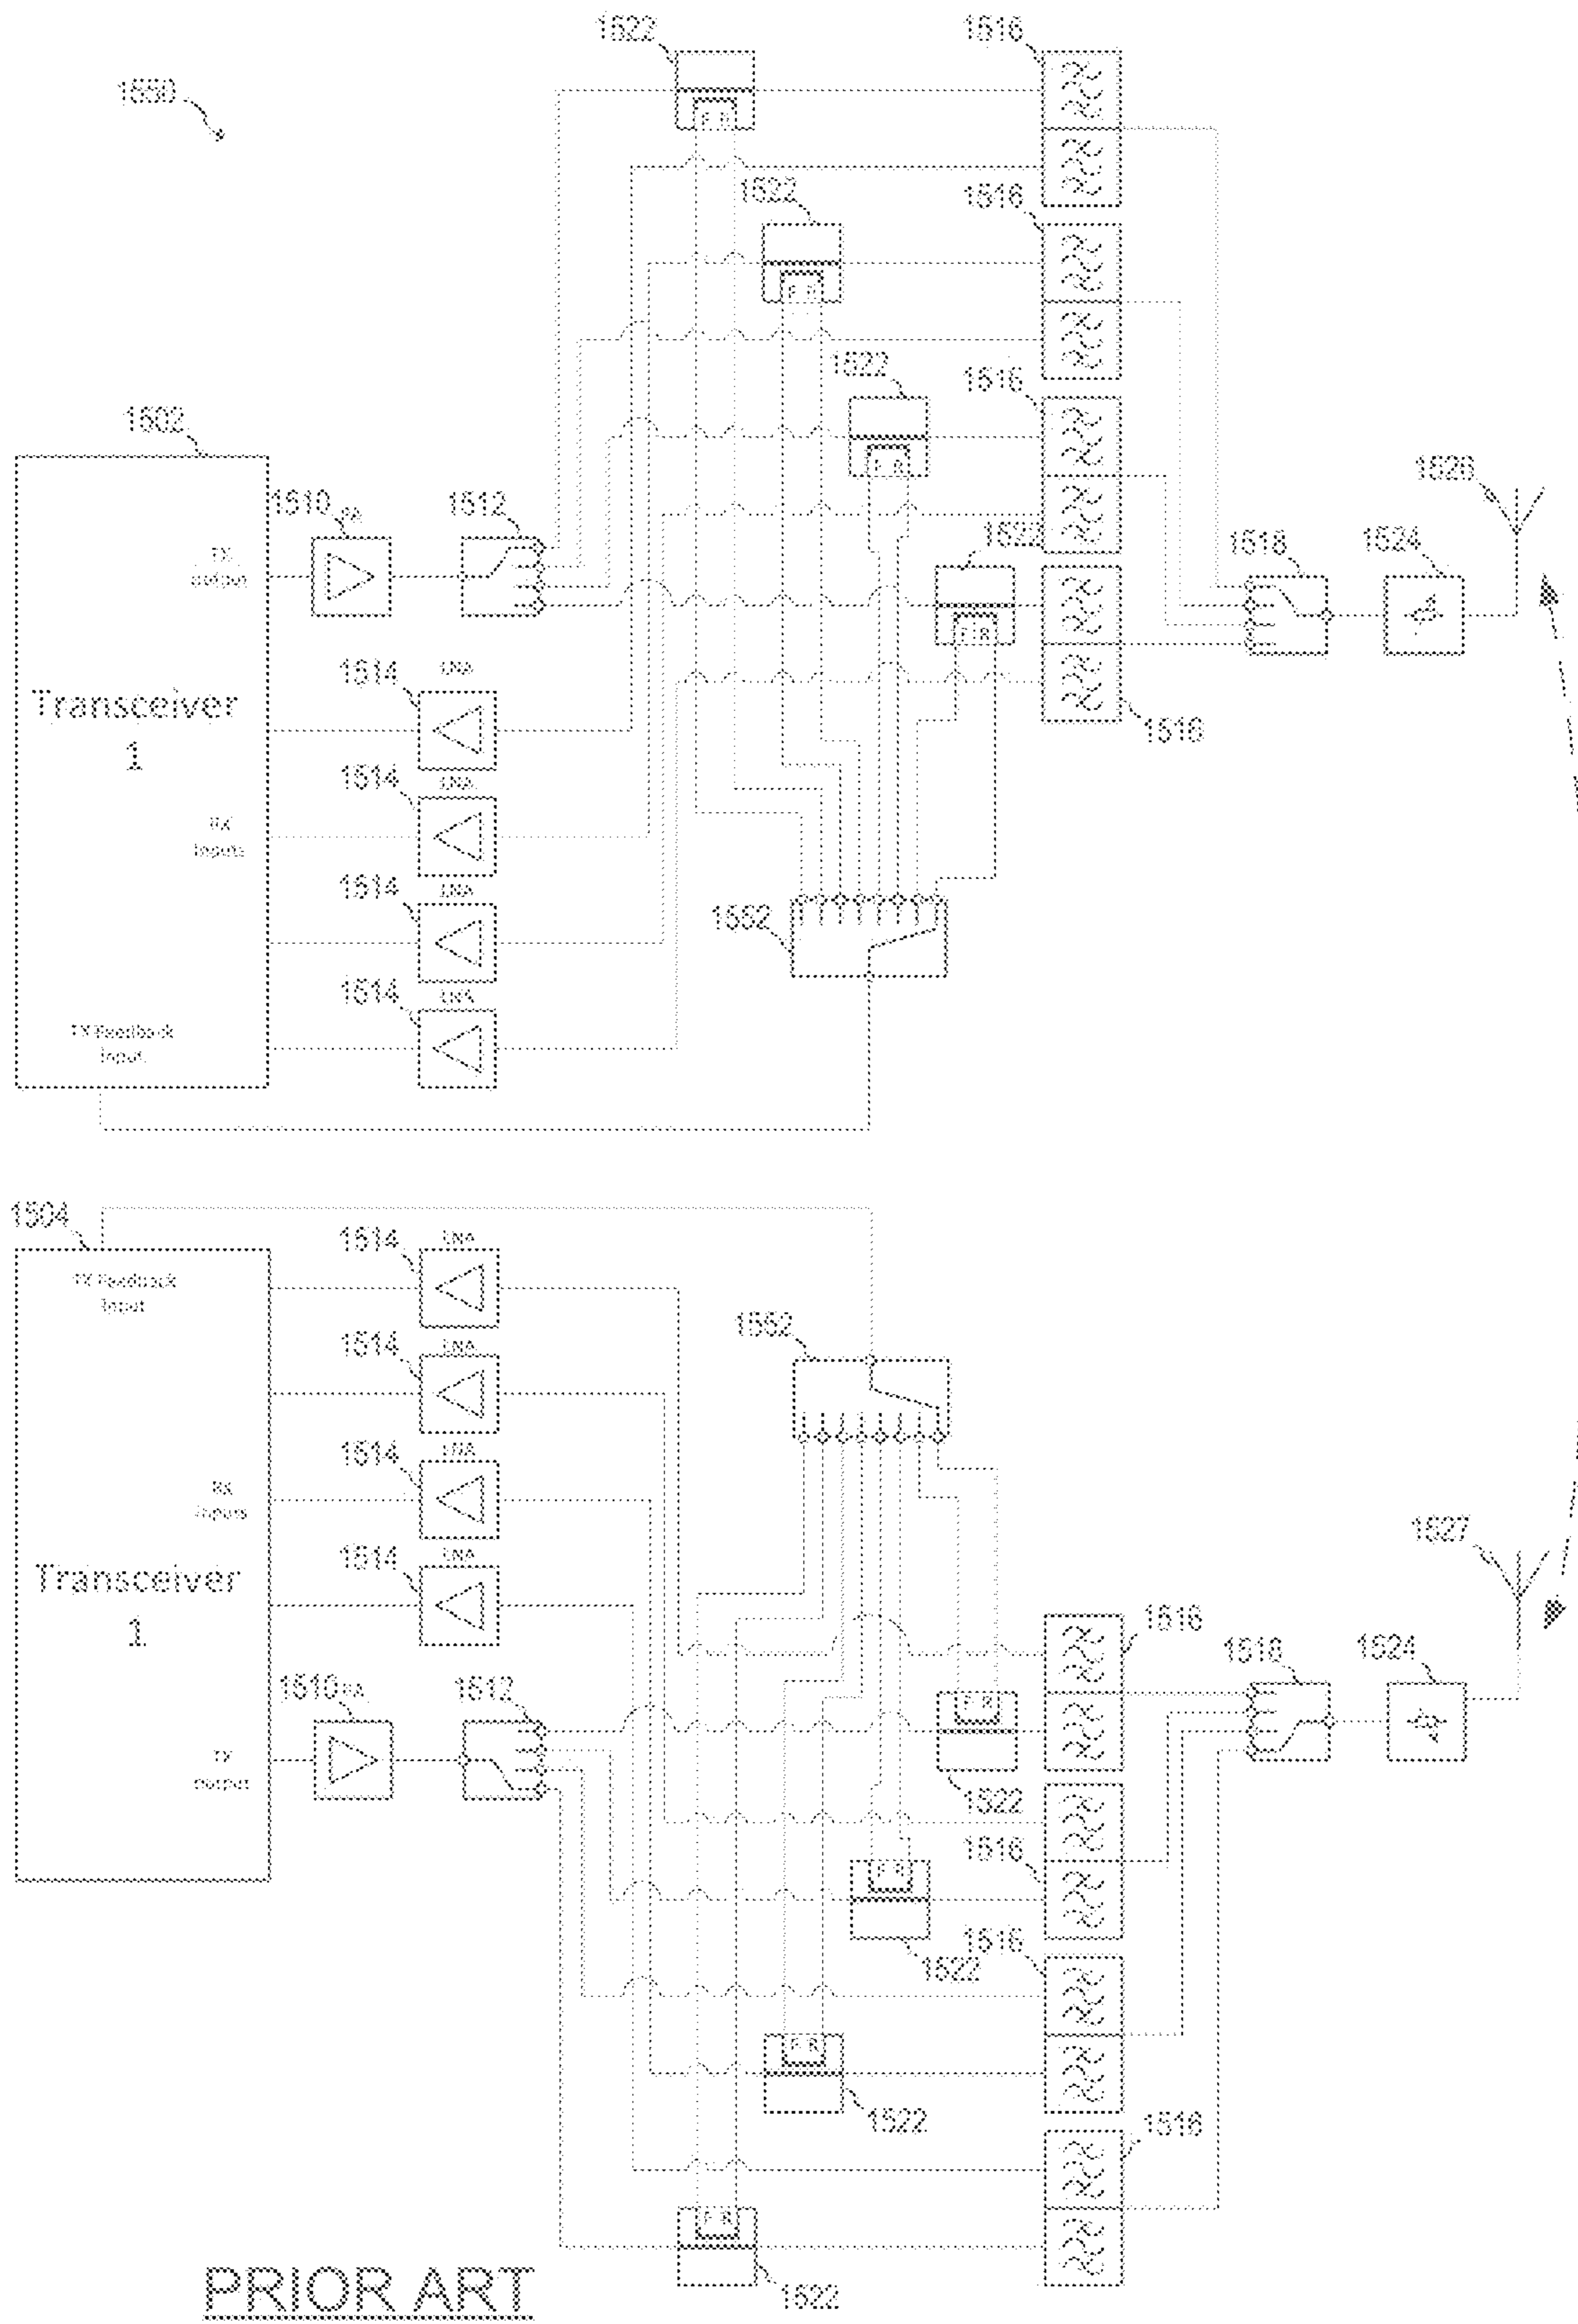 1550
1522
1516
1522
1516
1522
1516
1502
1526
1510
PA
1512
1522
1518
1524
TX
output
F R
F R
F R
F R
Transceiver
1
1514
LNA
1516
1514
LNA
RX
Inputs
1514
LNA
1552
1514
LNA
TX Feedback
Input
1504
TX Feedback
Input
1514
LNA
1552
1514
LNA
1514
LNA
RX
Inputs
1527
1514
LNA
Transceiver
1
1516
1518
1524
1510
PA
1512
F R
TX
output
1522
1516
F R
1522
1516
F R
1522
1516
F R
1522
PRIOR ART